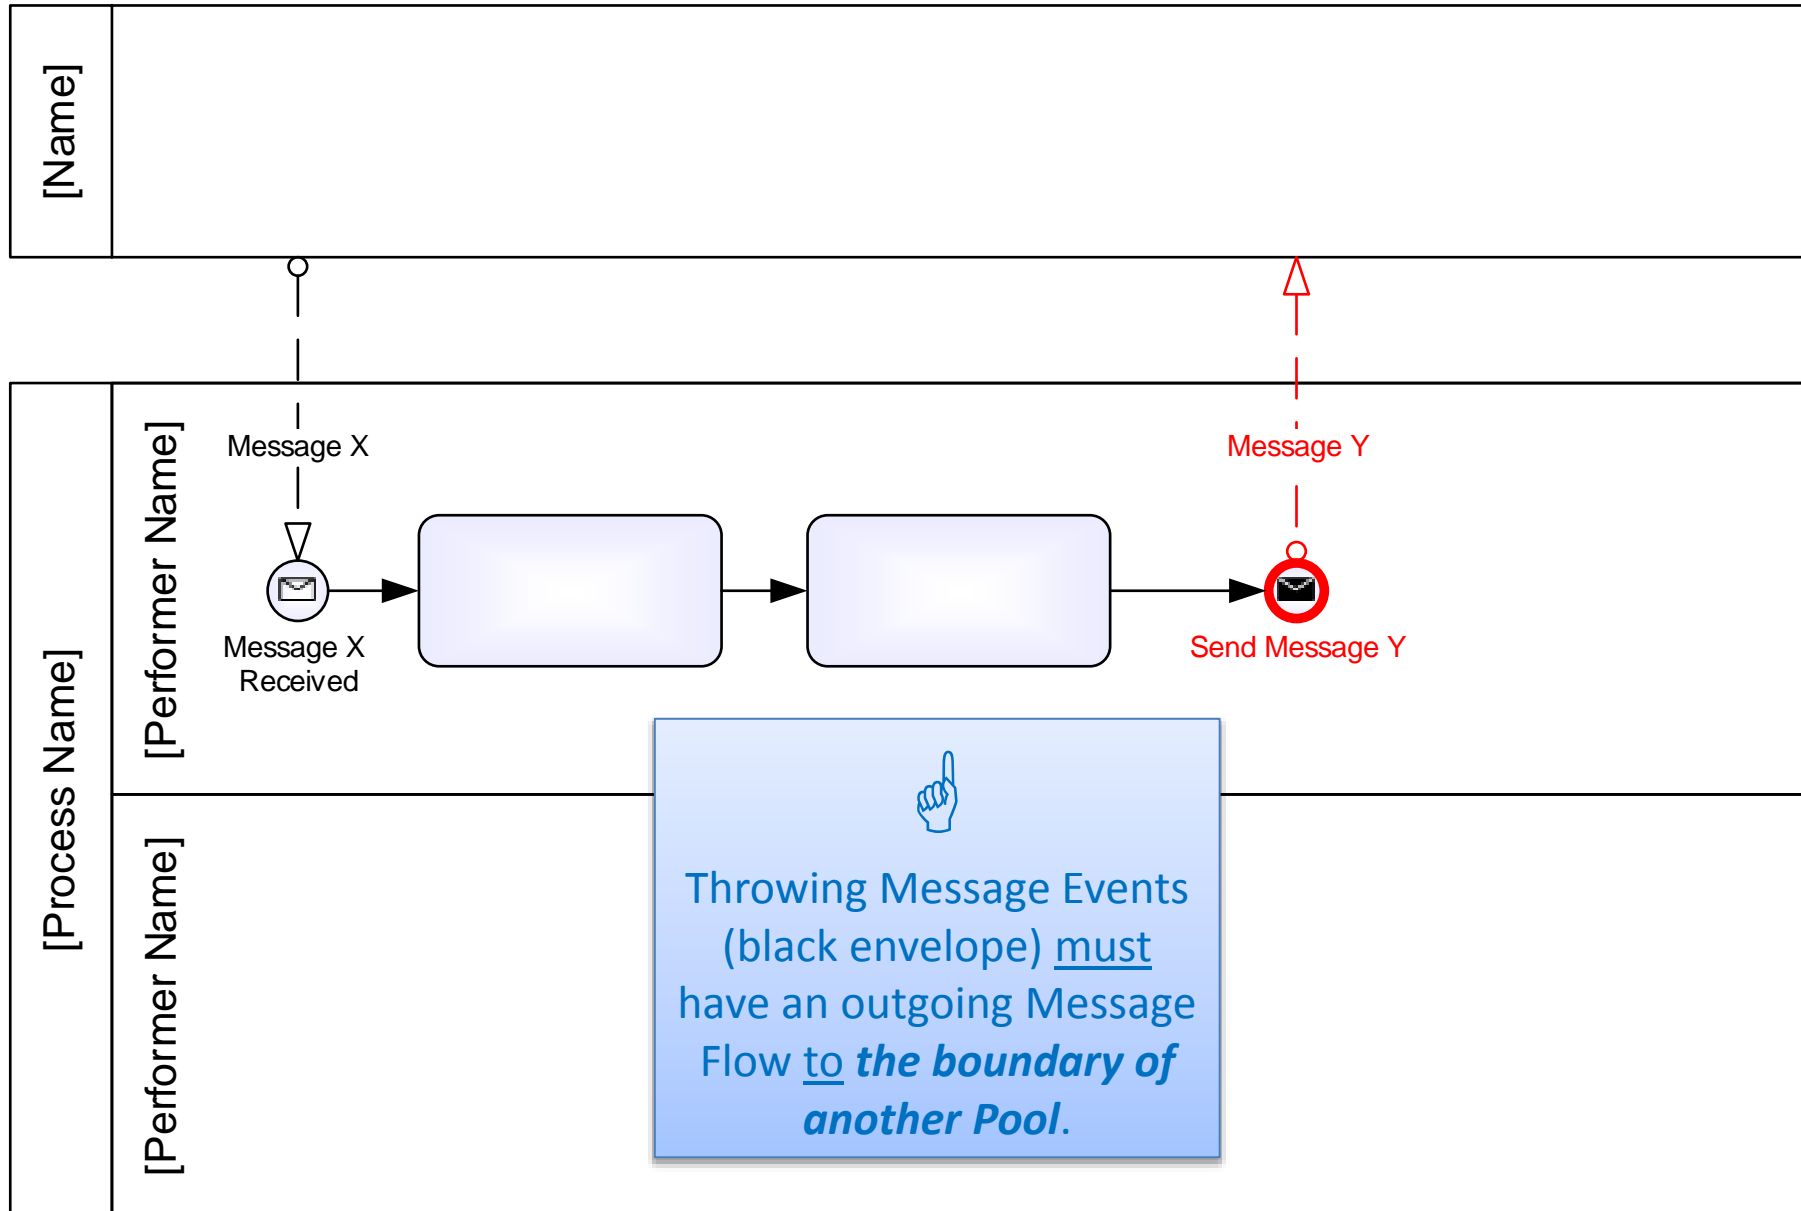 [Name]
[Process Name]
[Performer Name]
Message X
Message Y
Message X
Received
Send Message Y
Throwing Message Events
(black envelope) must
have an outgoing Message
Flow to the boundary of
another Pool.
[Performer Name]